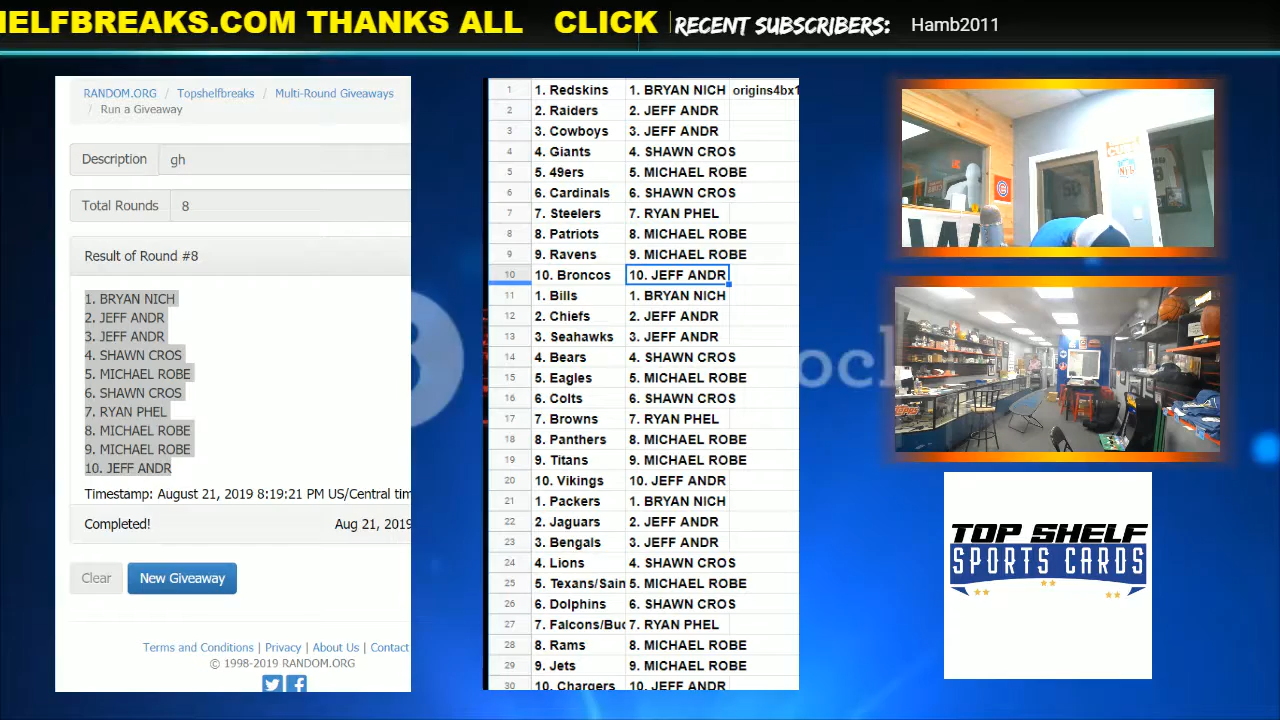 HELFBREAKS.COM THANKS ALL CLICK
RECENT SUBSCRIBERS: Hamb2011
RANDOM.ORG / Topshelfbreaks / Multi-Round Giveaways
/ Run a Giveaway
Description gh
Total Rounds 8
Result of Round #8
1. BRYAN NICH
2. JEFF ANDR
3. JEFF ANDR
4. SHAWN CROS
5. MICHAEL ROBE
6. SHAWN CROS
7. RYAN PHEL
8. MICHAEL ROBE
9. MICHAEL ROBE
10. JEFF ANDR
Timestamp: August 21, 2019 8:19:21 PM US/Central tim
Completed! Aug 21, 2019
Clear New Giveaway
Terms and Conditions | Privacy | About Us | Contact
© 1998-2019 RANDOM.ORG
1 1. Redskins 1. BRYAN NICH origins4bx1
2 2. Raiders 2. JEFF ANDR
3 3. Cowboys 3. JEFF ANDR
4 4. Giants 4. SHAWN CROS
5 5. 49ers 5. MICHAEL ROBE
6 6. Cardinals 6. SHAWN CROS
7 7. Steelers 7. RYAN PHEL
8 8. Patriots 8. MICHAEL ROBE
9 9. Ravens 9. MICHAEL ROBE
10 10. Broncos 10. JEFF ANDR
11 1. Bills 1. BRYAN NICH
12 2. Chiefs 2. JEFF ANDR
13 3. Seahawks 3. JEFF ANDR
14 4. Bears 4. SHAWN CROS
15 5. Eagles 5. MICHAEL ROBE
16 6. Colts 6. SHAWN CROS
17 7. Browns 7. RYAN PHEL
18 8. Panthers 8. MICHAEL ROBE
19 9. Titans 9. MICHAEL ROBE
20 10. Vikings 10. JEFF ANDR
21 1. Packers 1. BRYAN NICH
22 2. Jaguars 2. JEFF ANDR
23 3. Bengals 3. JEFF ANDR
24 4. Lions 4. SHAWN CROS
25 5. Texans/Sain 5. MICHAEL ROBE
26 6. Dolphins 6. SHAWN CROS
27 7. Falcons/Buc 7. RYAN PHEL
28 8. Rams 8. MICHAEL ROBE
29 9. Jets 9. MICHAEL ROBE
30 10. Chargers 10. JEFF ANDR
TOP SHELF
SPORTS CARDS